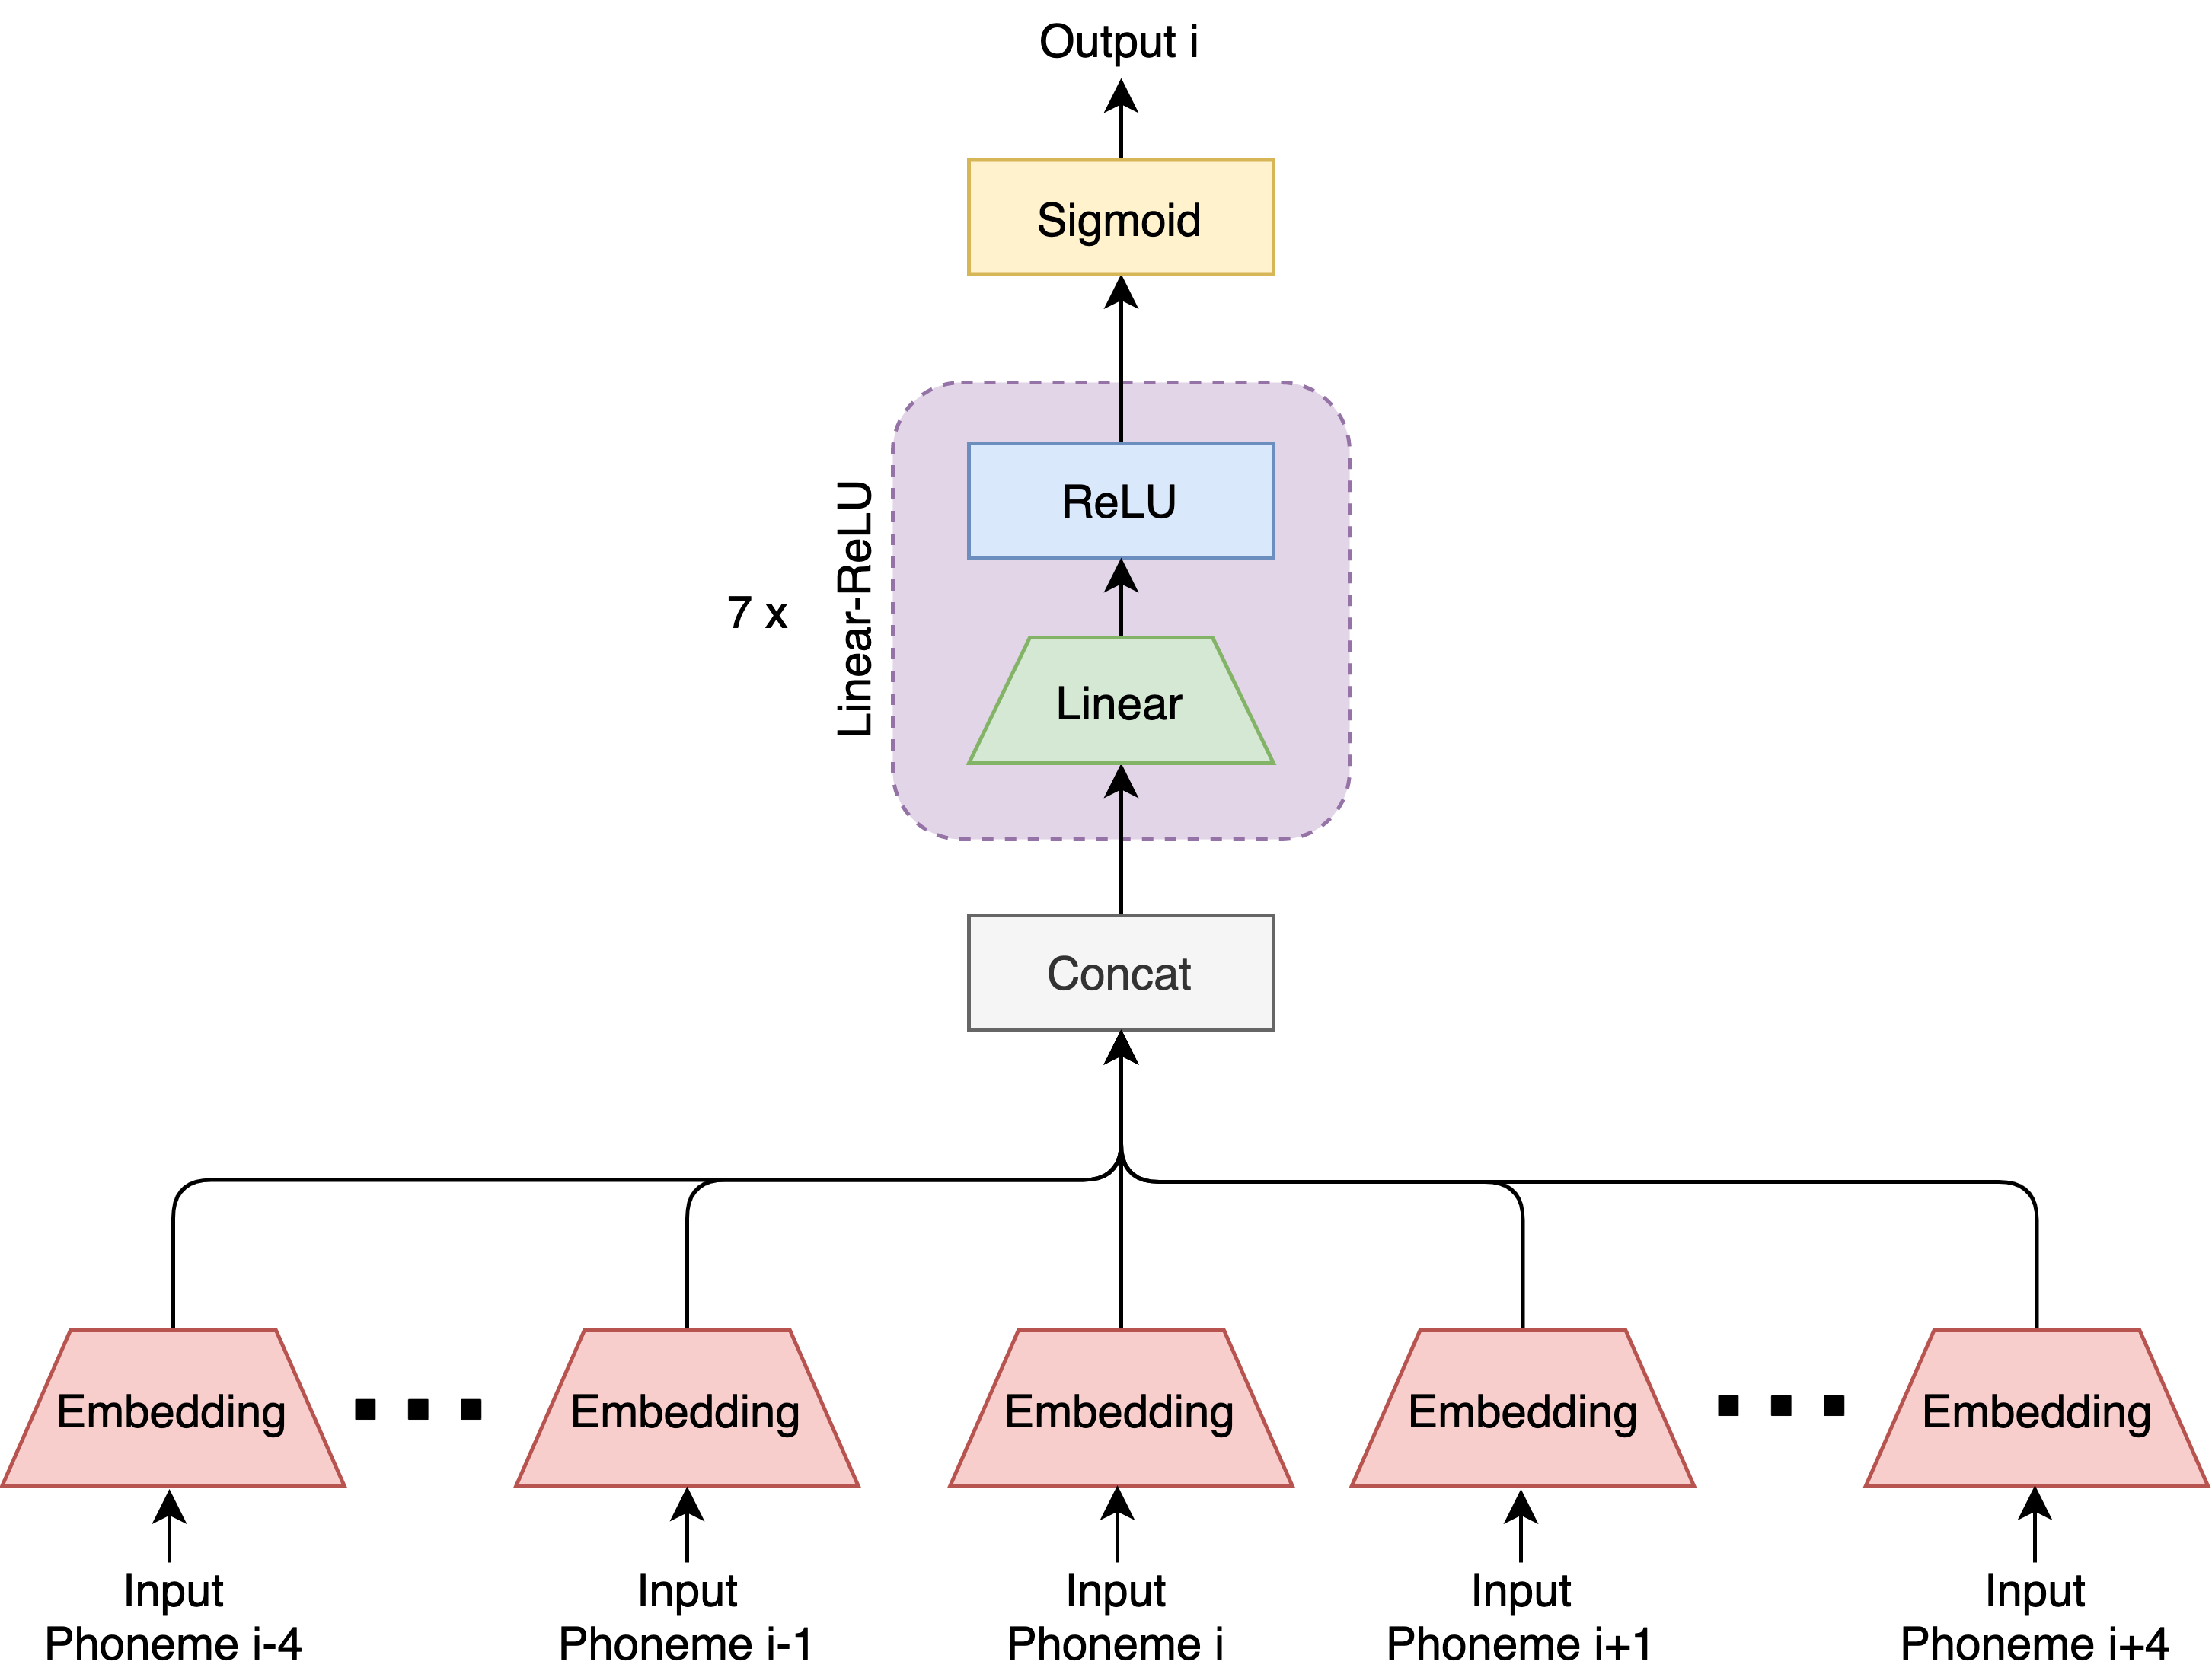 Output i
Sigmoid
ReLU
Linear-ReLU
7 x
Linear
Concat
Embedding
Embedding
Embedding
Embedding
Embedding
Input
Phoneme i-4
Input
Phoneme i-1
Input
Phoneme i
Input
Phoneme i+1
Input
Phoneme i+4